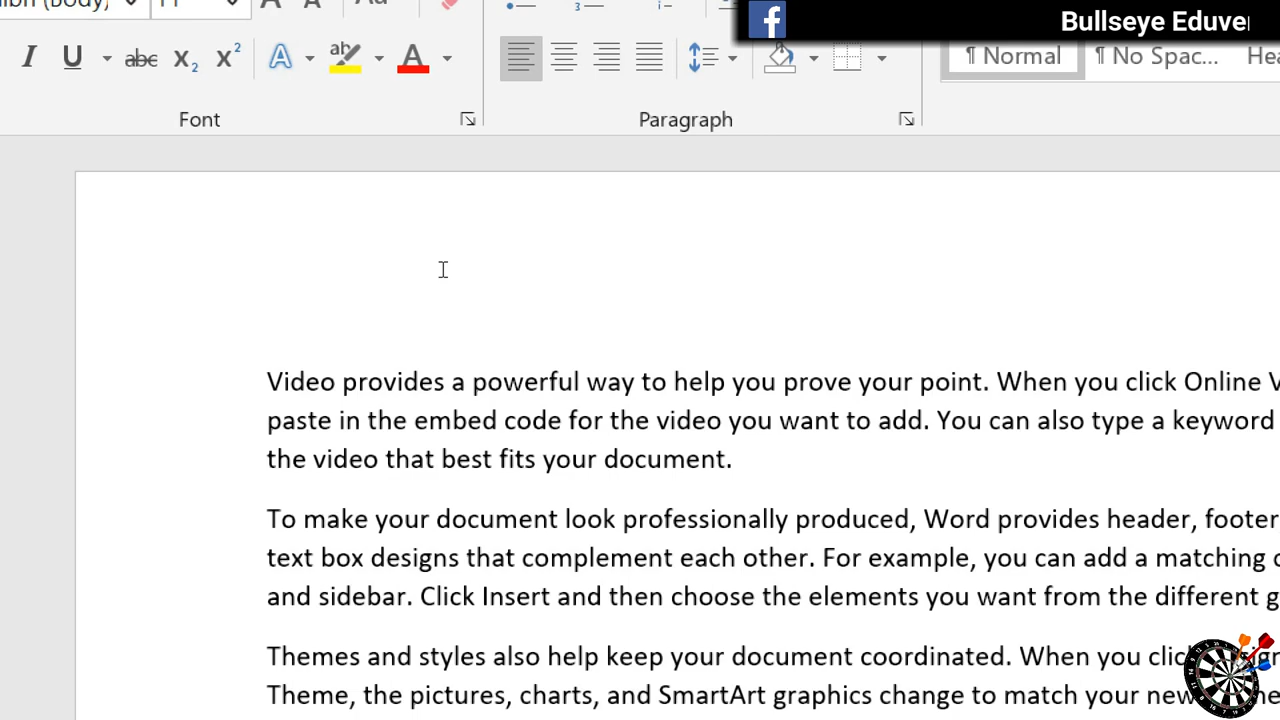 Bullseye Eduve
I U abc X2 X2 A ab A
¶ Normal ¶ No Spac... Hea
Font Paragraph
Video provides a powerful way to help you prove your point. When you click Online V
paste in the embed code for the video you want to add. You can also type a keyword
the video that best fits your document.
To make your document look professionally produced, Word provides header, footer
text box designs that complement each other. For example, you can add a matching c
and sidebar. Click Insert and then choose the elements you want from the different g
Themes and styles also help keep your document coordinated. When you click
Theme, the pictures, charts, and SmartArt graphics change to match your new